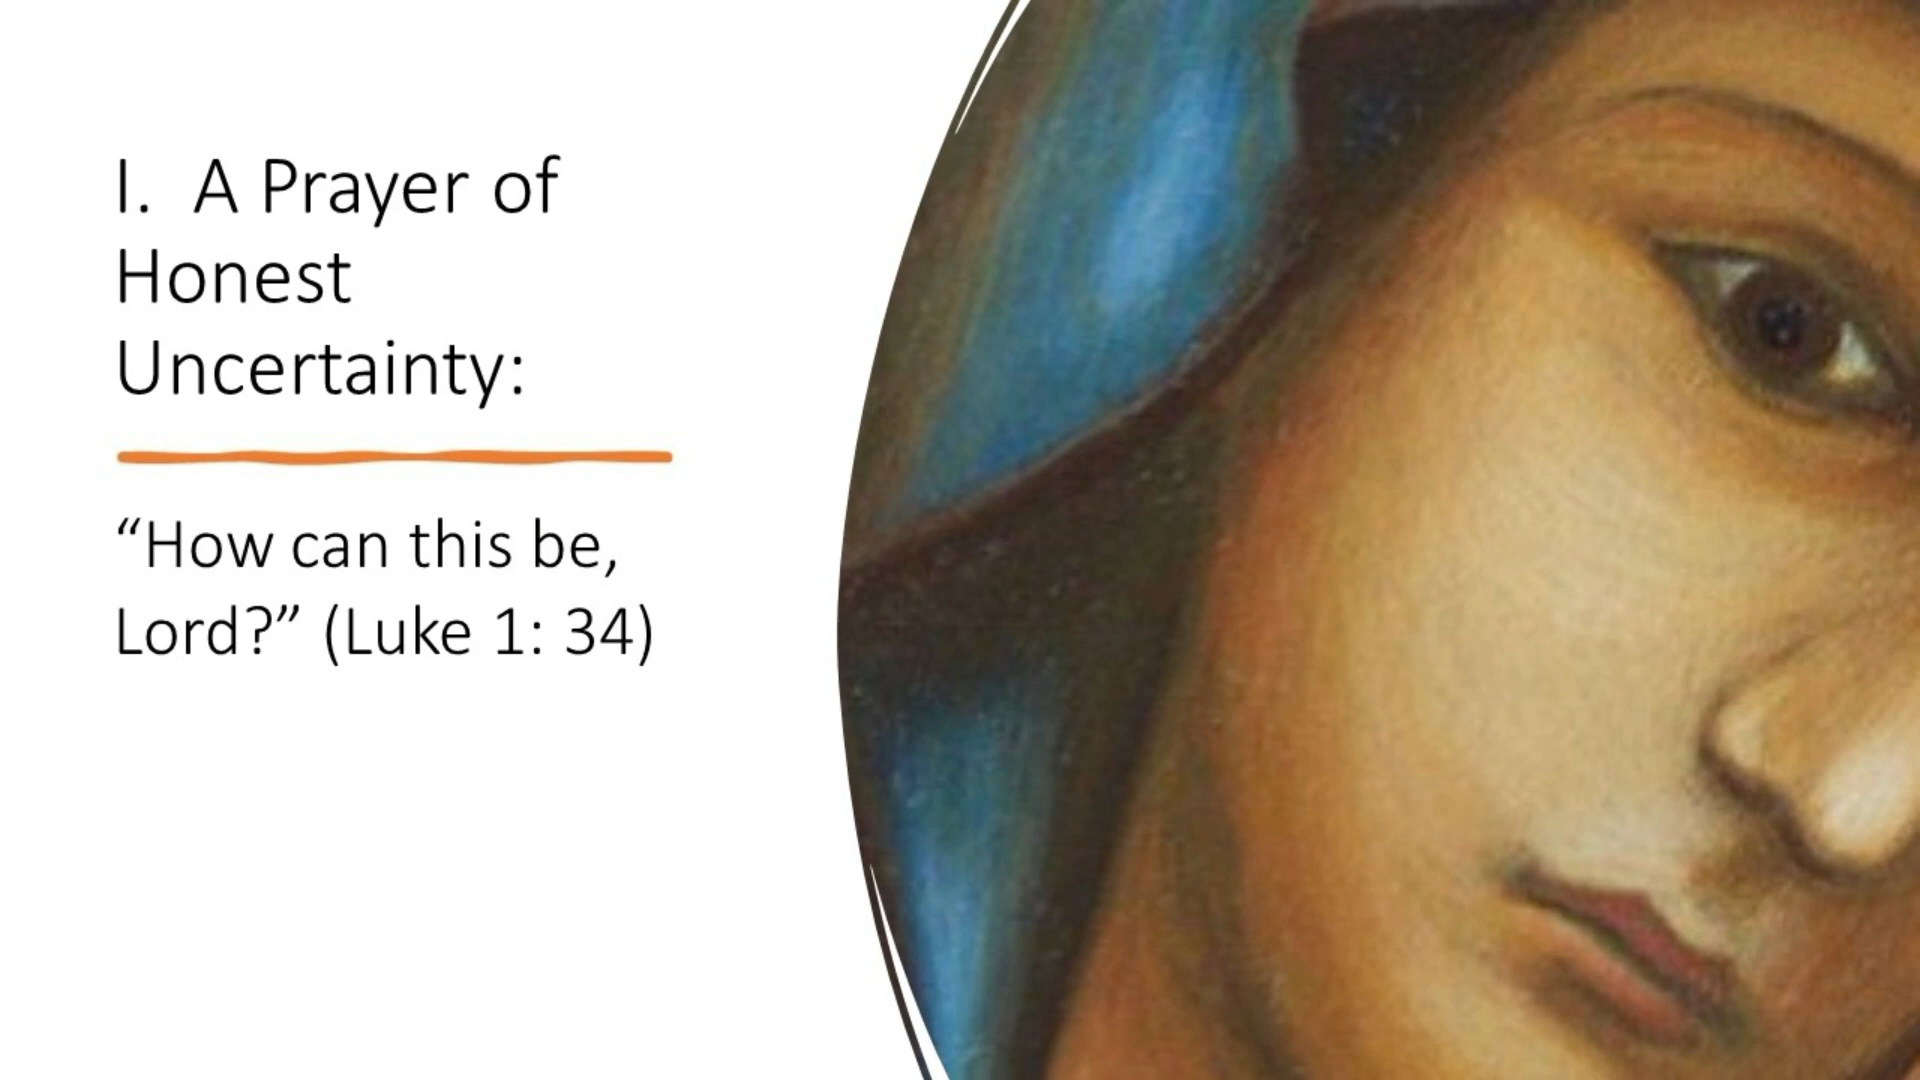 I.  A Prayer of
Honest
Uncertainty:
“How can this be,
Lord?” (Luke 1: 34)